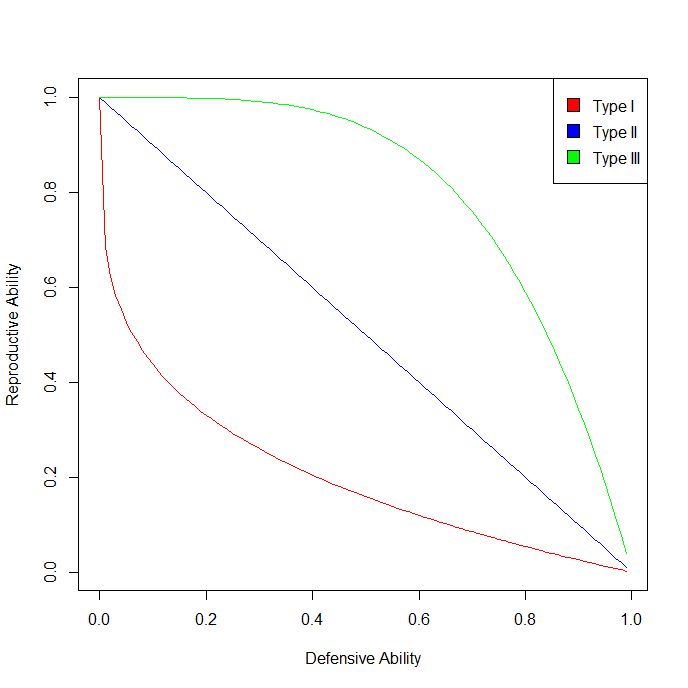 Type I
Type II
Type III
1.0
0.8
0.6
0.4
0.2
0.0
Reproductive Ability
0.0 0.2 0.4 0.6 0.8 1.0
Defensive Ability